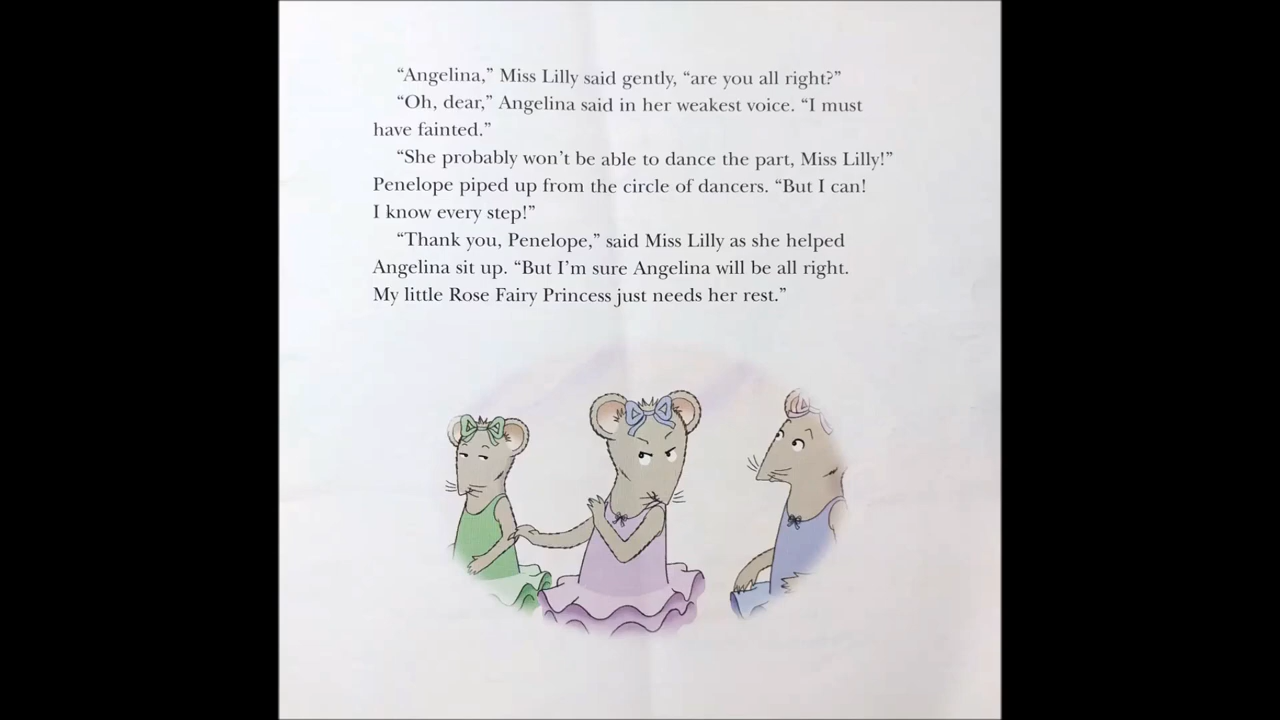 “Angelina,” Miss Lilly said gently, “are you all right?”
“Oh, dear,” Angelina said in her weakest voice. “I must
have fainted.”
“She probably won’t be able to dance the part, Miss Lilly!”
Penelope piped up from the circle of dancers. “But I can!
I know every step!”
“Thank you, Penelope,” said Miss Lilly as she helped
Angelina sit up. “But I’m sure Angelina will be all right.
My little Rose Fairy Princess just needs her rest.”